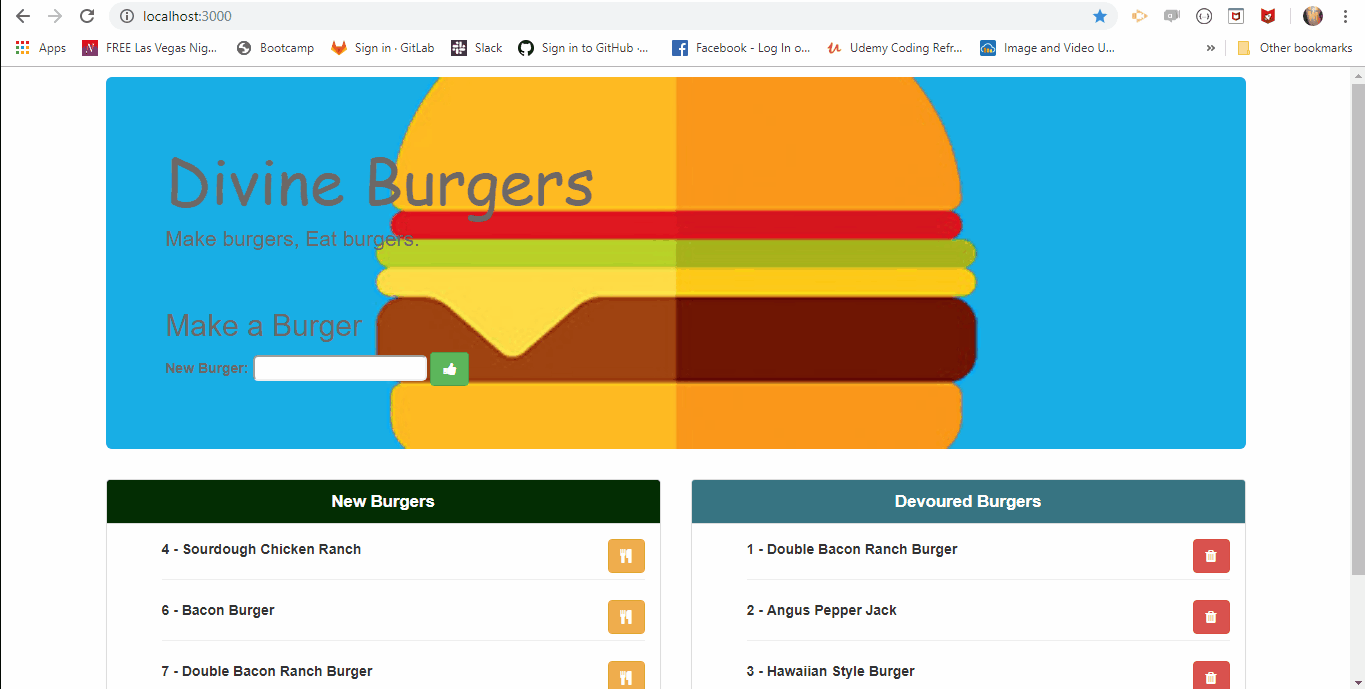 localhost:3000
Apps
FREE Las Vegas Nig...
Bootcamp
Sign in · GitLab
Slack
Sign in to GitHub ·...
Facebook - Log In o...
Udemy Coding Refr...
Image and Video U...
»
Other bookmarks
Divine Burgers
Make burgers, Eat burgers.
Make a Burger
New Burger:
New Burgers
4 - Sourdough Chicken Ranch
6 - Bacon Burger
7 - Double Bacon Ranch Burger
Devoured Burgers
1 - Double Bacon Ranch Burger
2 - Angus Pepper Jack
3 - Hawaiian Style Burger